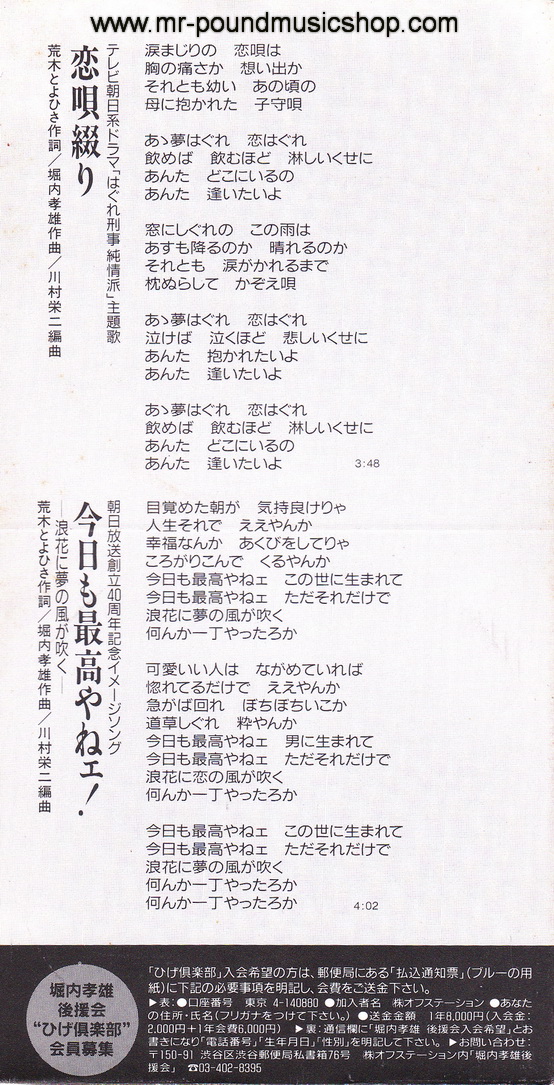 www.mr-poundmusicshop.com
テレビ朝日系ドラマ「はぐれ刑事 純情派」主題歌
恋唄綴り
荒木とよひさ作詞／堀内孝雄作曲／川村栄二編曲
涙まじりの　恋唄は
胸の痛さか　想い出か
それとも幼い　あの頃の
母に抱かれた　子守唄
あゝ夢はぐれ　恋はぐれ
飲めば　飲むほど　淋しいくせに
あんた　どこにいるの
あんた　逢いたいよ
窓にしぐれの　この雨は
あすも降るのか　晴れるのか
それとも　涙がかれるまで
枕ぬらして　かぞえ唄
あゝ夢はぐれ　恋はぐれ
泣けば　泣くほど　悲しいくせに
あんた　抱かれたいよ
あんた　逢いたいよ
あゝ夢はぐれ　恋はぐれ
飲めば　飲むほど　淋しいくせに
あんた　どこにいるの
あんた　逢いたいよ　3:48
朝日放送創立40周年記念イメージソング
今日も最高やねェ！
―浪花に夢の風が吹く―
荒木とよひさ作詞／堀内孝雄作曲／川村栄二編曲
目覚めた朝が　気持良けりゃ
人生それで　ええやんか
幸福なんか　あくびをしてりゃ
ころがりこんで　くるやんか
今日も最高やねェ　この世に生まれて
今日も最高やねェ　ただそれだけで
浪花に夢の風が吹く
何んか一丁やったろか
可愛いい人は　ながめていれば
惚れてるだけで　ええやんか
急がば回れ　ぼちぼちいこか
道草しぐれ　粋やんか
今日も最高やねェ　男に生まれて
今日も最高やねェ　ただそれだけで
浪花に恋の風が吹く
何んか一丁やったろか
今日も最高やねェ　この世に生まれて
今日も最高やねェ　ただそれだけで
浪花に夢の風が吹く
何んか一丁やったろか
何んか一丁やったろか　4:02
堀内孝雄
後援会
“ひげ倶楽部”
会員募集
「ひげ倶楽部」入会希望の方は、郵便局にある「払込通知票」(ブルーの用
紙)に下記の必要事項を明記し、会費をご送金下さい。
▶表：●口座番号　東京 4-140880　●加入者名　㈱オフステーション　●あなた
の住所・氏名(フリガナをつけて下さい。)　●送金金額　1年8,000円(入会金：
2,000円＋1年会費6,000円)　▶裏：通信欄に「堀内孝雄 後援会入会希望」とお
書きになり「電話番号」「生年月日」「性別」を明記して下さい。▶お問い合わせ：
〒150-91 渋谷区渋谷郵便局私書箱76号　㈱オフステーション内「堀内孝雄後
援会」　☎03-402-8395